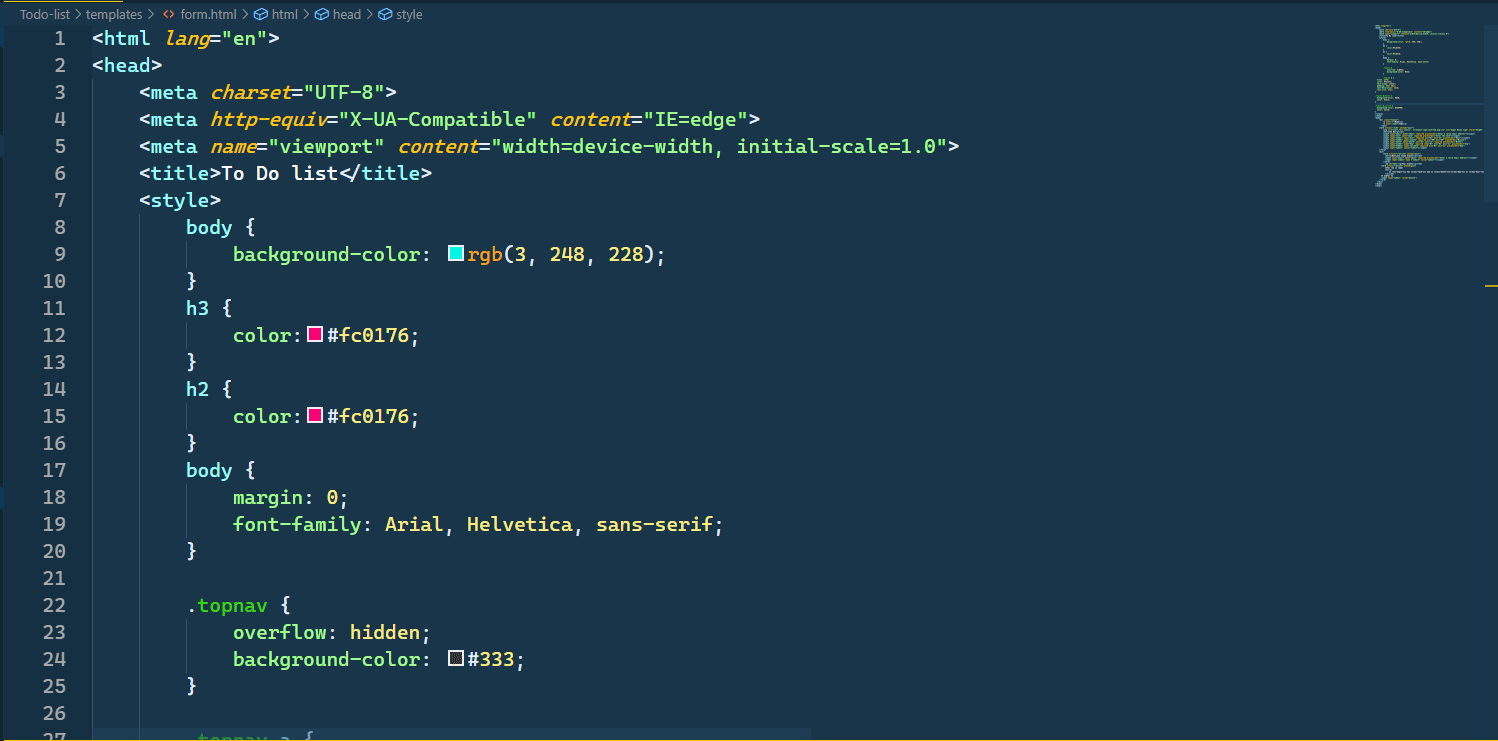 Todo-list > templates > <> form.html > html > head > style
1 <html lang="en">
2 <head>
3 <meta charset="UTF-8">
4 <meta http-equiv="X-UA-Compatible" content="IE=edge">
5 <meta name="viewport" content="width=device-width, initial-scale=1.0">
6 <title>To Do list</title>
7 <style>
8 body {
9 background-color: rgb(3, 248, 228);
10 }
11 h3 {
12 color: #fc0176;
13 }
14 h2 {
15 color: #fc0176;
16 }
17 body {
18 margin: 0;
19 font-family: Arial, Helvetica, sans-serif;
20 }
21
22 .topnav {
23 overflow: hidden;
24 background-color: #333;
25 }
26
27 .topnav a {